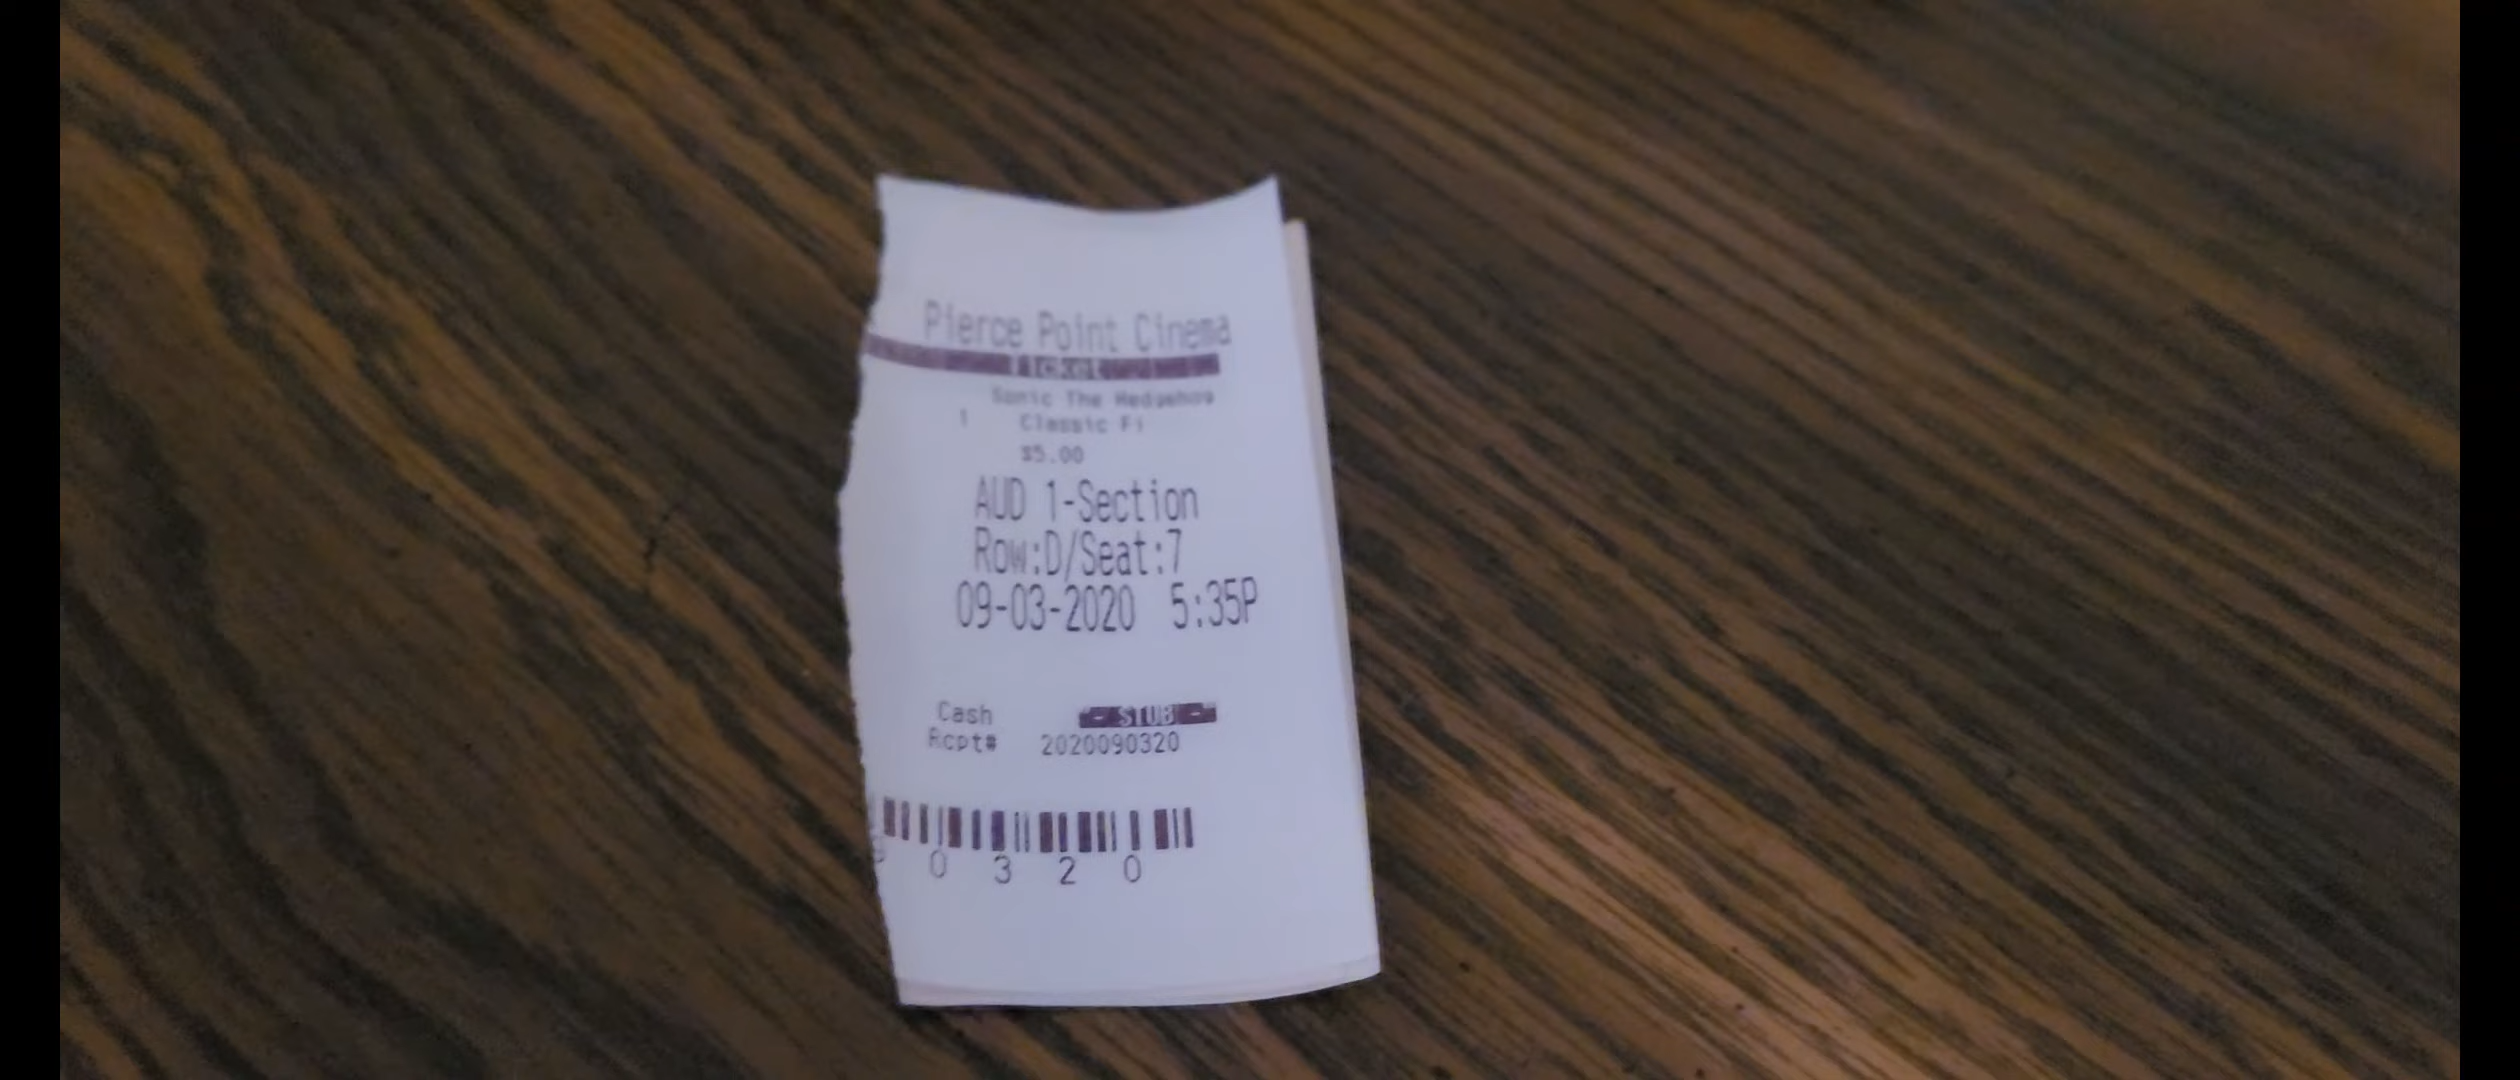 Pierce Point Cinema
Sonic The Hedgehog
1 Classic Fi
$5.00
AUD 1-Section
Row:D/Seat:7
09-03-2020 5:35P
Cash - STUB -
Rcpt# 2020090320
0 3 2 0